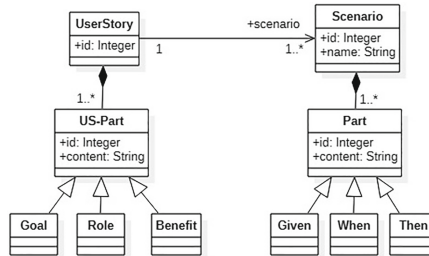 UserStory
+id: Integer
+scenario
1
1..*
Scenario
+id: Integer
+name: String
1..*
US-Part
+id: Integer
+content: String
1..*
Part
+id: Integer
+content: String
Goal
Role
Benefit
Given
When
Then